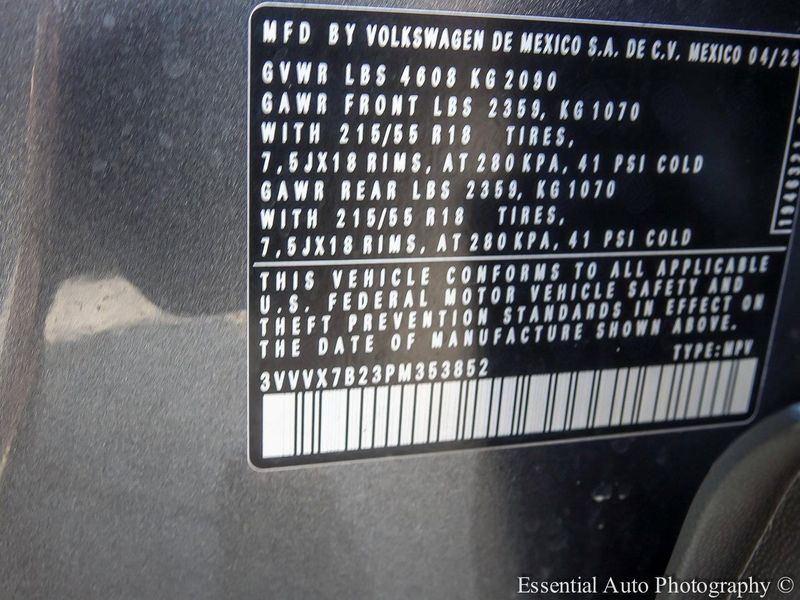 MFD BY VOLKSWAGEN DE MEXICO S.A. DE C.V. MEXICO 04/23
GVWR LBS 4608 KG 2090
GAWR FRONT LBS 2359, KG 1070
WITH 215/55 R18 TIRES,
7,5JX18 RIMS, AT 280 KPA, 41 PSI COLD
GAWR REAR LBS 2359, KG 1070
WITH 215/55 R18 TIRES,
7,5JX18 RIMS, AT 280 KPA, 41 PSI COLD
THIS VEHICLE CONFORMS TO ALL APPLICABLE
U.S. FEDERAL MOTOR VEHICLE SAFETY AND
THEFT PREVENTION STANDARDS IN EFFECT ON
THE DATE OF MANUFACTURE SHOWN ABOVE.
TYPE: MPV
3VVVX7B23PM353852
Essential Auto Photography ©